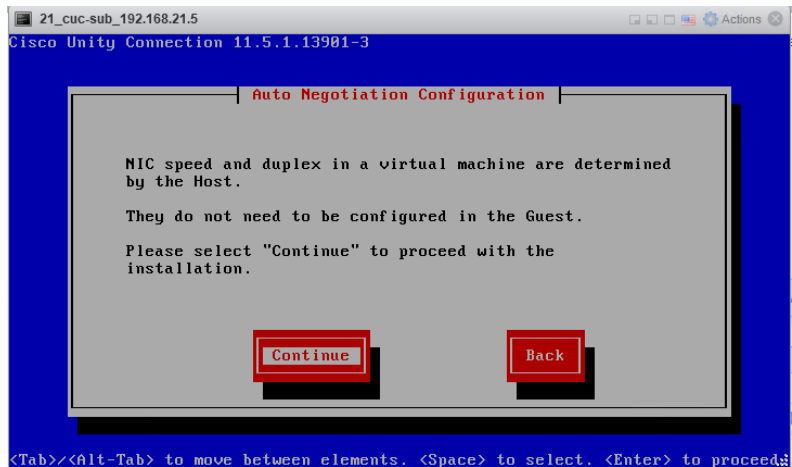 21_cuc-sub_192.168.21.5
Actions
Cisco Unity Connection 11.5.1.13901-3
Auto Negotiation Configuration
NIC speed and duplex in a virtual machine are determined
by the Host.
They do not need to be configured in the Guest.
Please select "Continue" to proceed with the
installation.
Continue
Back
<Tab>/<Alt-Tab> to move between elements. <Space> to select. <Enter> to proceed